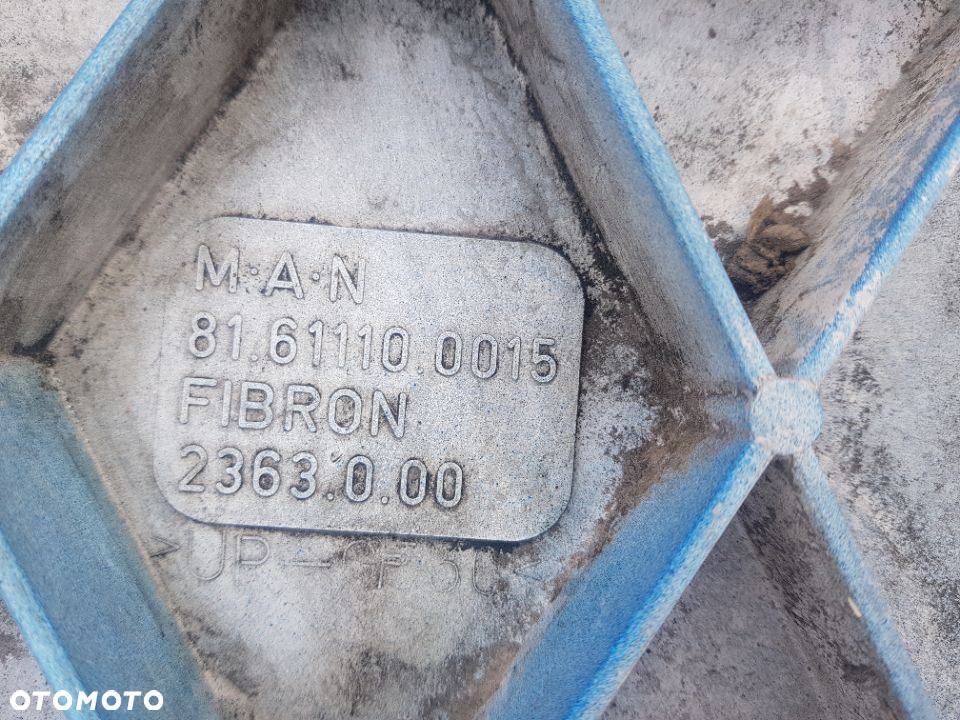 M·A·N
81.61110.0015
FIBRON
2363.0.00
OTOMOTO